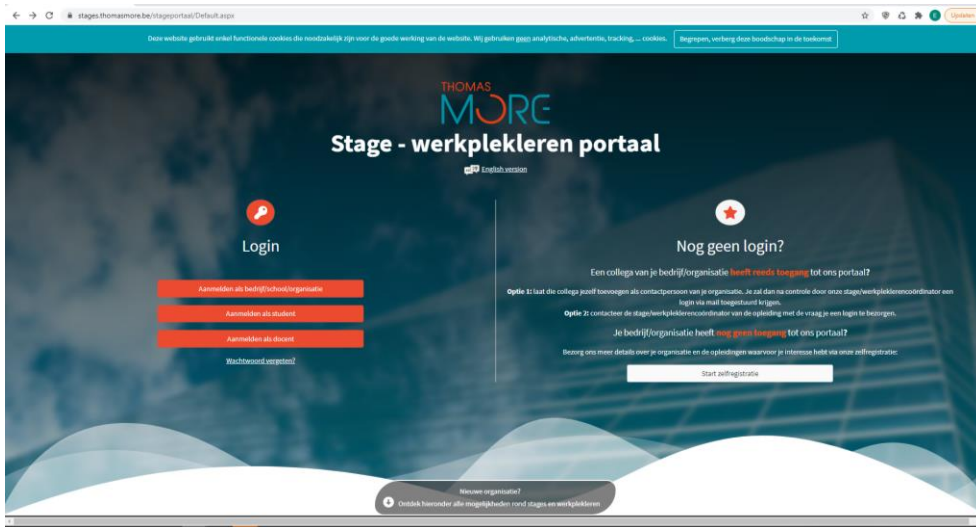 stages.thomasmore.be/stageportaal/Default.aspx
E
Updaten
Deze website gebruikt enkel functionele cookies die noodzakelijk zijn voor de goede werking van de website. Wij gebruiken geen analytische, advertentie, tracking, ... cookies.
Begrepen, verberg deze boodschap in de toekomst
THOMAS
MORE
Stage - werkplekleren portaal
English version
Login
Aanmelden als bedrijf/school/organisatie
Aanmelden als student
Aanmelden als docent
Wachtwoord vergeten?
Nog geen login?
Een collega van je bedrijf/organisatie heeft reeds toegang tot ons portaal?
Optie 1: laat die collega jezelf toevoegen als contactpersoon van je organisatie. Je zal dan na controle door onze stage/werkplekleren­coördinator een
login via mail toegestuurd krijgen.
Optie 2: contacteer de stage/werkplekleren­coördinator van de opleiding met de vraag je een login te bezorgen.
Je bedrijf/organisatie heeft nog geen toegang tot ons portaal?
Bezorg ons meer details over je organisatie en de opleidingen waarvoor je interesse hebt via onze zelfregistratie:
Start zelfregistratie
Nieuwe organisatie?
Ontdek hieronder alle mogelijkheden rond stages en werkplekleren